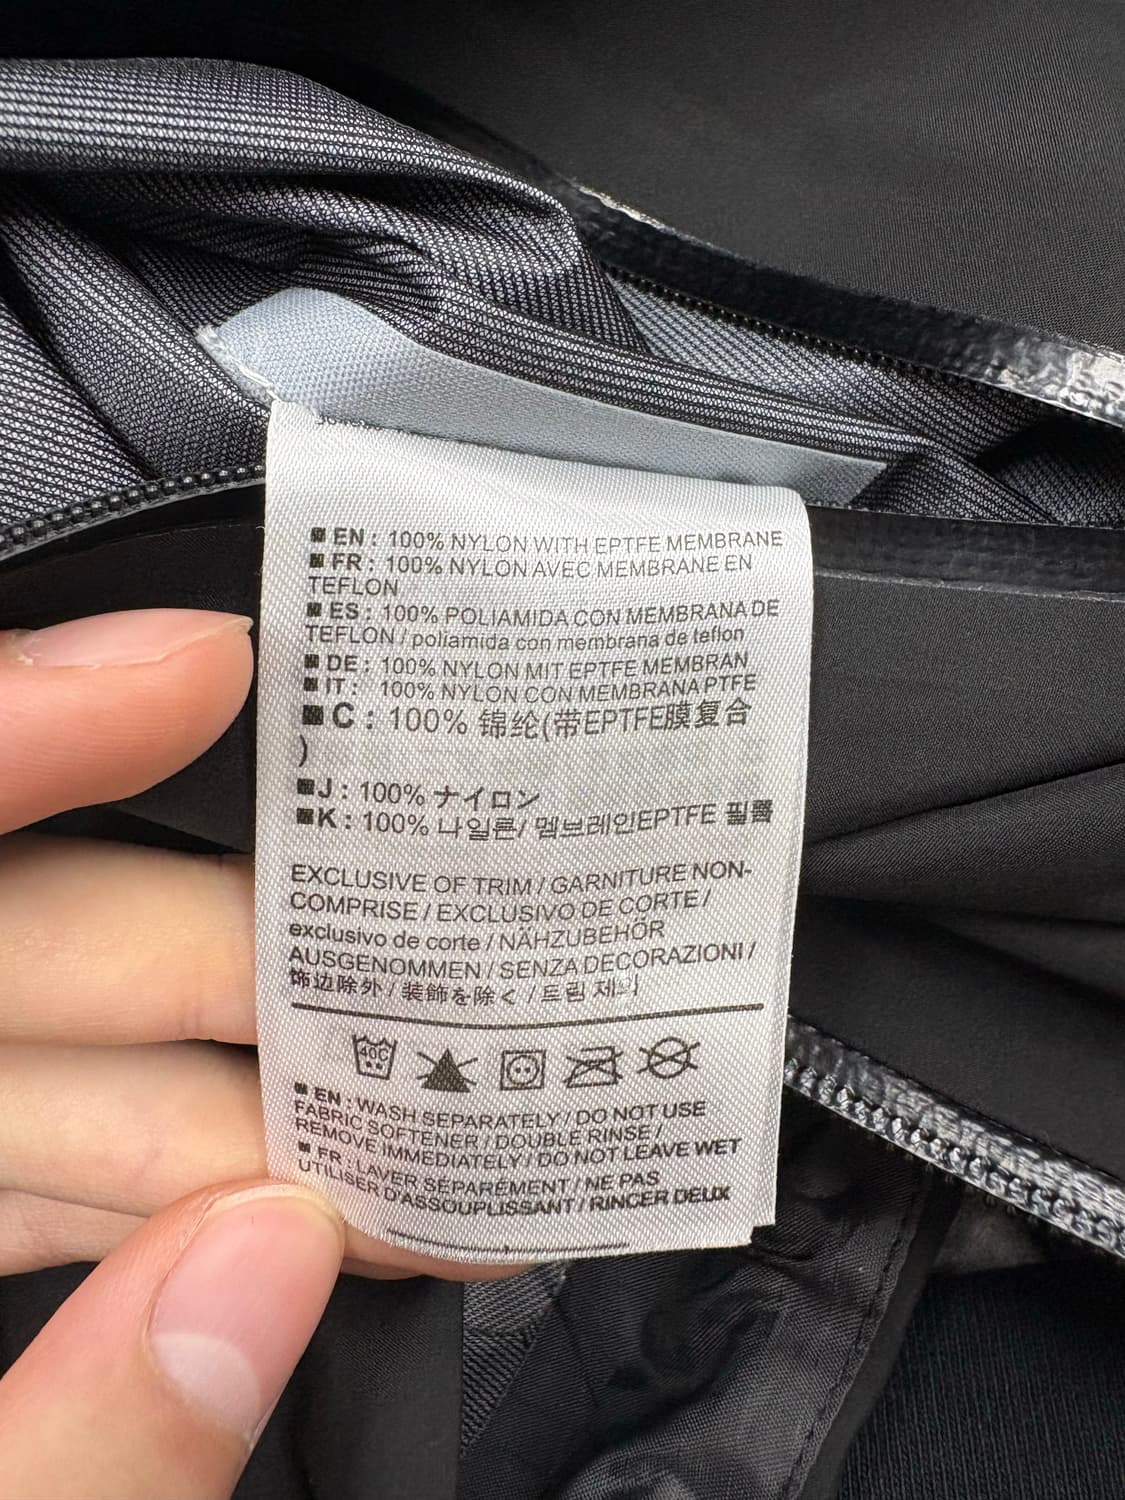 EN : 100% NYLON WITH EPTFE MEMBRANE
FR : 100% NYLON AVEC MEMBRANE EN
TEFLON
ES : 100% POLIAMIDA CON MEMBRANA DE
TEFLON / poliamida con membrana de teflon
DE : 100% NYLON MIT EPTFE MEMBRAN
IT : 100% NYLON CON MEMBRANA PTFE
C : 100% 锦纶(带EPTFE膜复合
)
J : 100% ナイロン
K : 100% 나일론/ 멤브레인EPTFE 필름
EXCLUSIVE OF TRIM / GARNITURE NON-
COMPRISE / EXCLUSIVO DE CORTE /
exclusivo de corte / NÄHZUBEHÖR
AUSGENOMMEN / SENZA DECORAZIONI /
饰边除外 / 装飾を除く / 트림 제외
40C
EN : WASH SEPARATELY / DO NOT USE
FABRIC SOFTENER / DOUBLE RINSE /
REMOVE IMMEDIATELY / DO NOT LEAVE WET
FR : LAVER SÉPARÉMENT / NE PAS
UTILISER D'ASSOUPLISSANT / RINCER DEUX